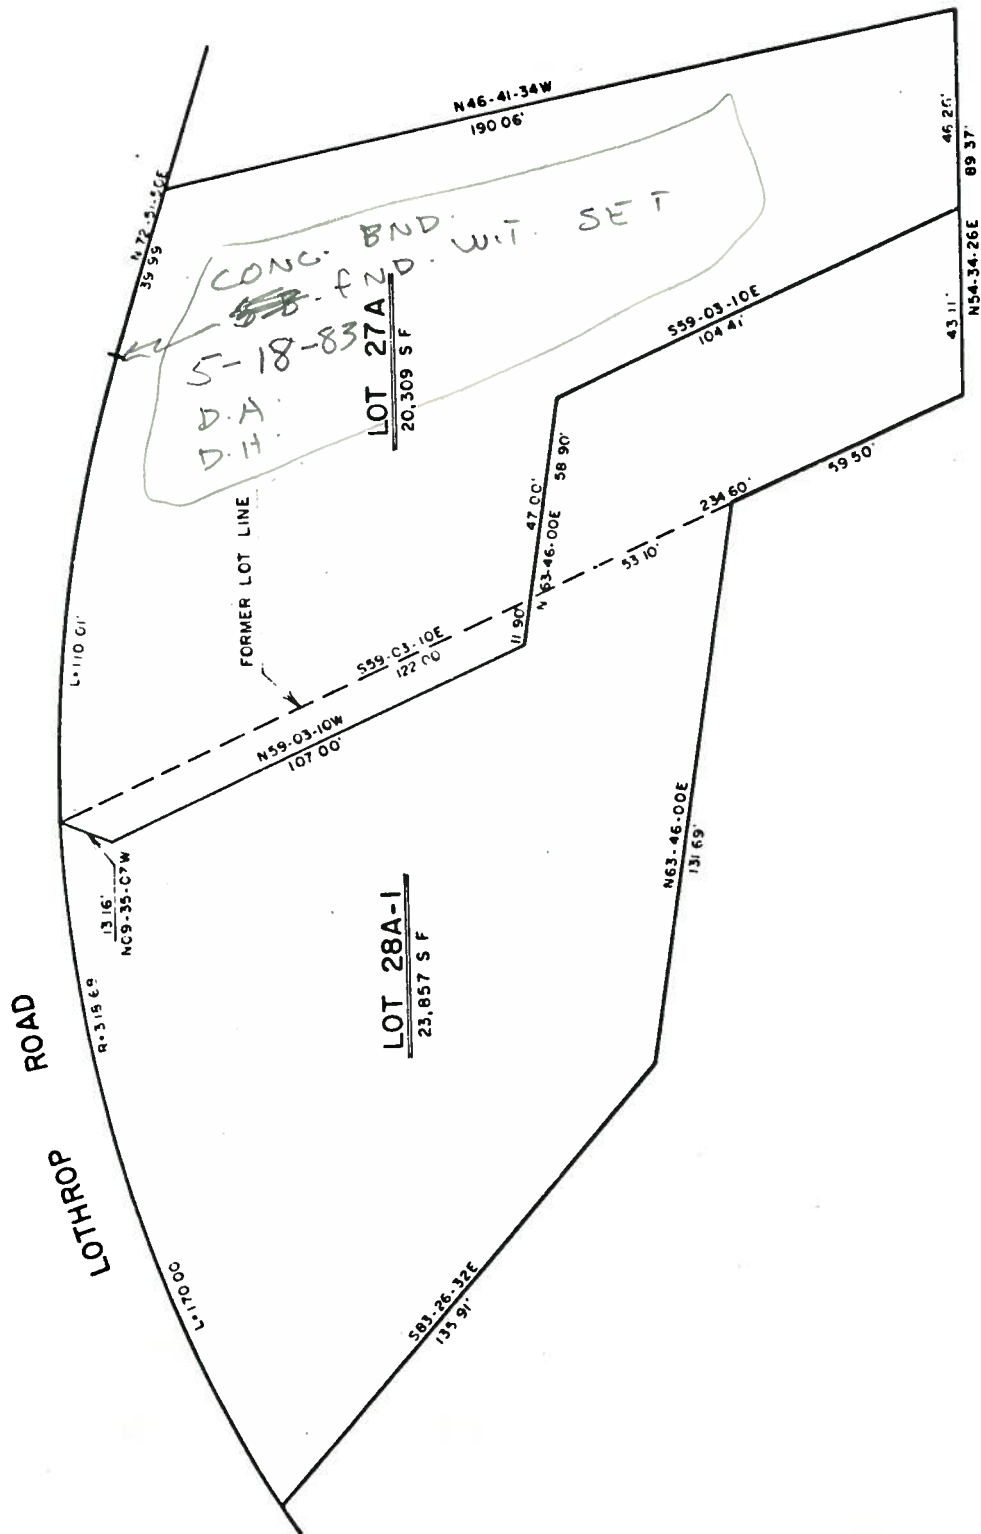 N46-41-34W
190 06'
46 26'
89 37'
N54-34-26E
43 11'
N 72-51-50E
39 99
CONC. BND.
FND. WIT. SET
5-18-83
D.A.
D.H.
LOT 27A
20,309 S F
S59-03-10E
104 41'
58 90'
47 00'
N 63-46-00E
11 90'
59 50'
234 60'
53 10'
FORMER LOT LINE
S59-03-10E
122 00
N59-03-10W
107 00'
L=110 01'
13 16'
N09-35-07W
R=315 69
LOT 28A-1
23,857 S F
N63-46-00E
131 69'
LOTHROP ROAD
L=170 00
S83-26-32E
135 91'